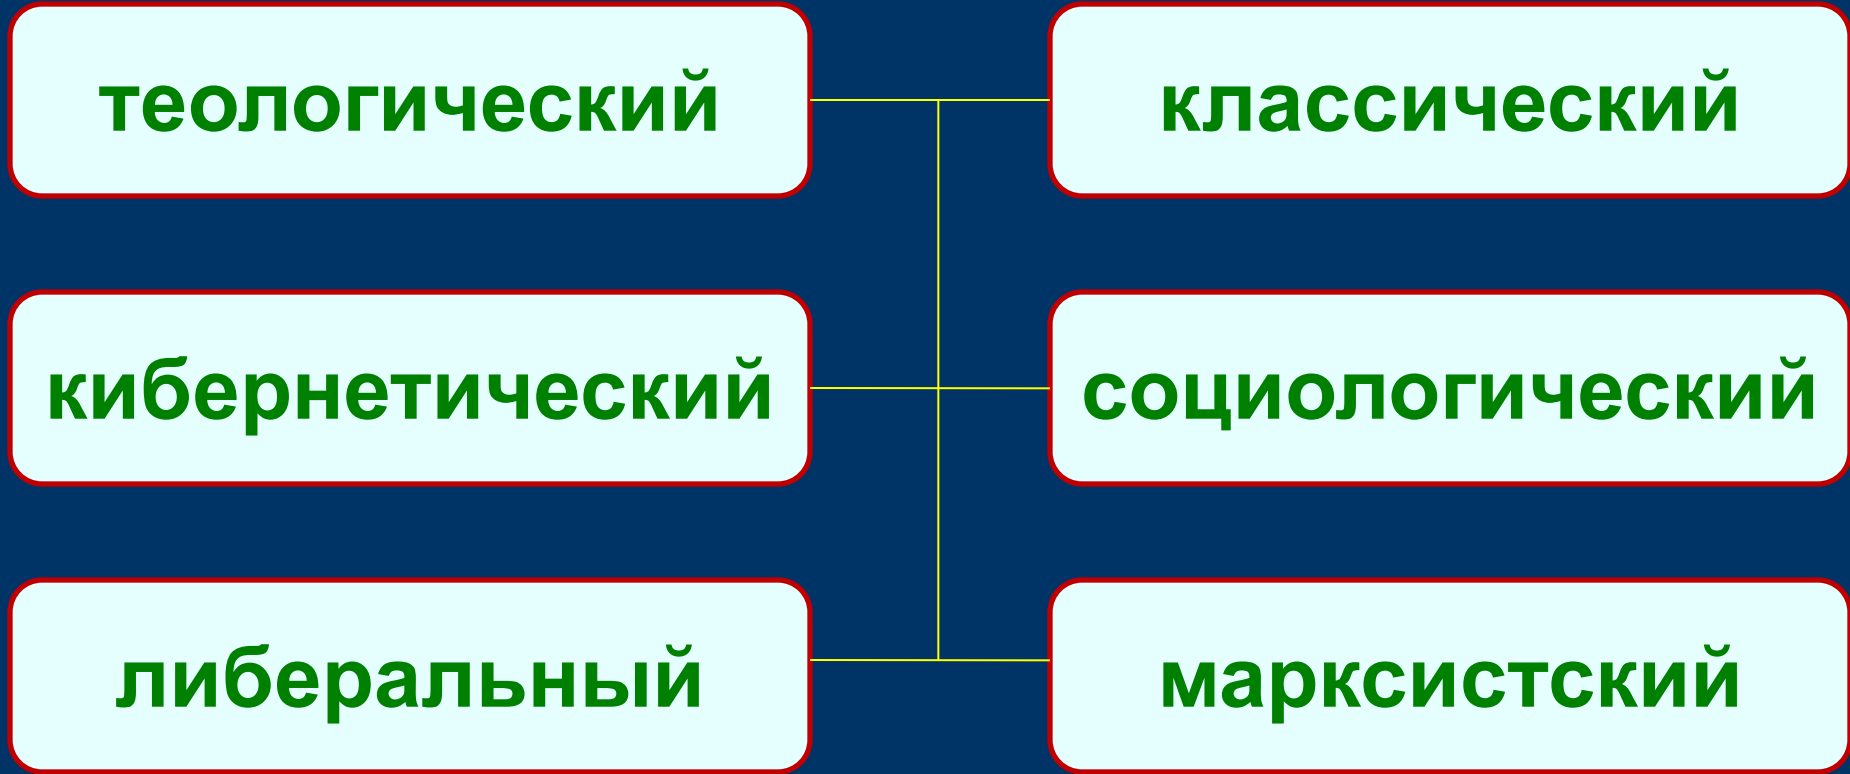 теологический
классический
кибернетический
социологический
либеральный
марксистский